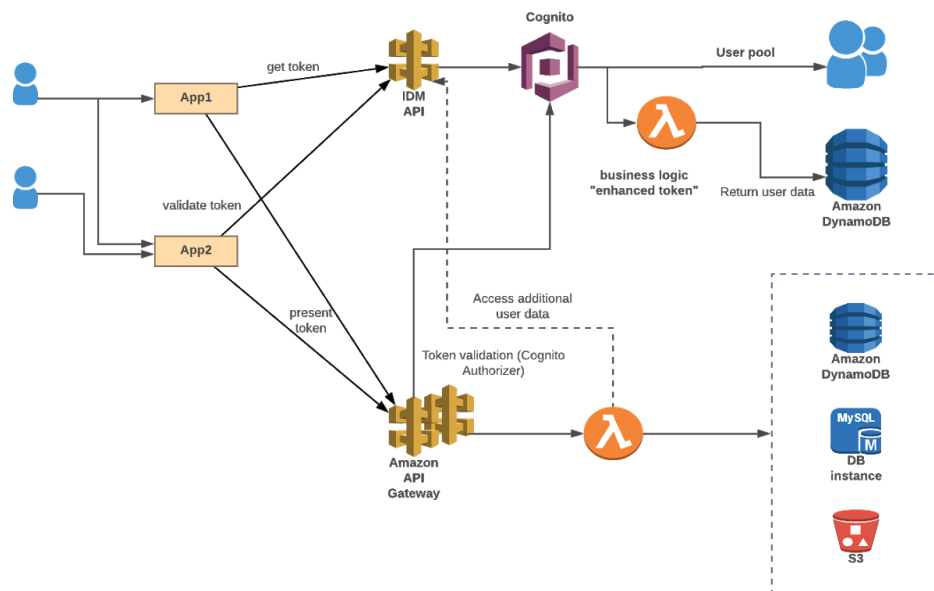 Cognito
get token
User pool
App1
IDM
API
business logic
"enhanced token"
Return user data
Amazon
DynamoDB
validate token
App2
Access additional
user data
present
token
Token validation (Cognito
Authorizer)
Amazon
DynamoDB
MySQL
M
DB
instance
Amazon
API
Gateway
S3